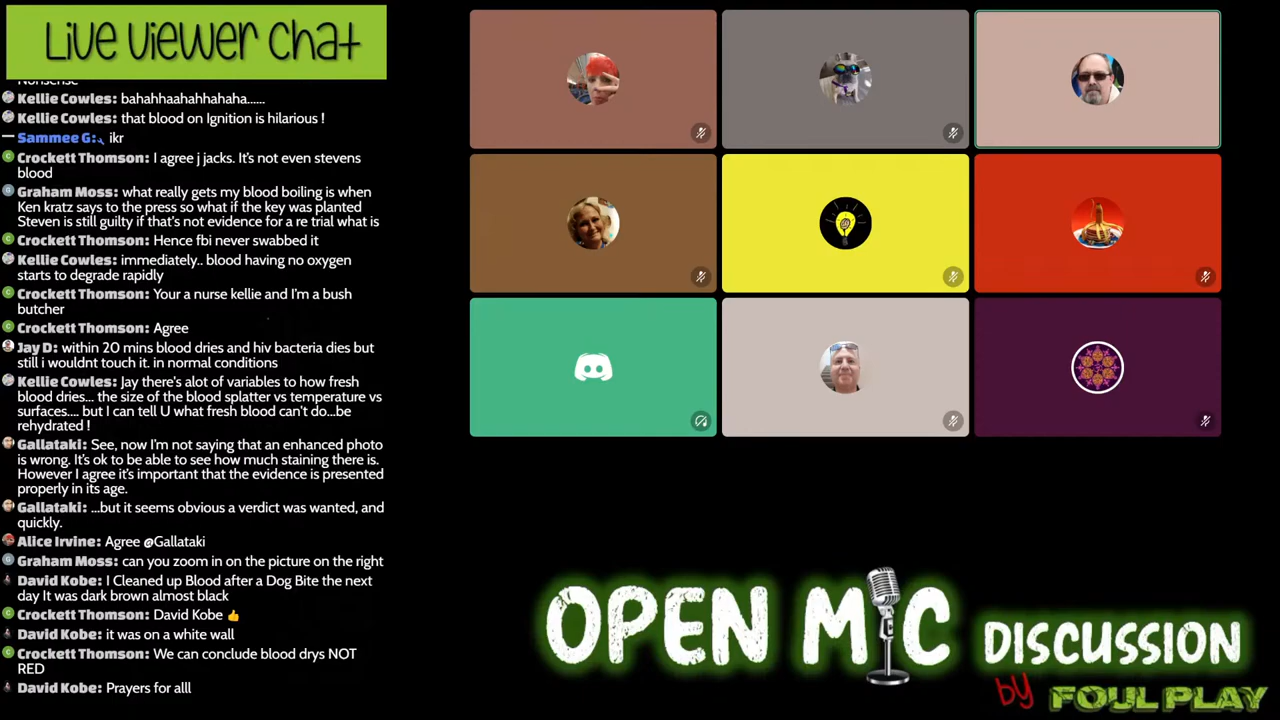 Live Viewer Chat
Nonsense
Kellie Cowles: bahahhaahahhahaha......
Kellie Cowles: that blood on Ignition is hilarious !
Sammee G: ikr
Crockett Thomson: I agree j jacks. It's not even stevens
blood
Graham Moss: what really gets my blood boiling is when
Ken kratz says to the press so what if the key was planted
Steven is still guilty if that's not evidence for a re trial what is
Crockett Thomson: Hence fbi never swabbed it
Kellie Cowles: immediately.. blood having no oxygen
starts to degrade rapidly
Crockett Thomson: Your a nurse kellie and I'm a bush
butcher
Crockett Thomson: Agree
Jay D: within 20 mins blood dries and hiv bacteria dies but
still i wouldnt touch it. in normal conditions
Kellie Cowles: Jay there's alot of variables to how fresh
blood dries... the size of the blood splatter vs temperature vs
surfaces.... but I can tell U what fresh blood can't do...be
rehydrated !
Gallataki: See, now I'm not saying that an enhanced photo
is wrong. It's ok to be able to see how much staining there is.
However I agree it's important that the evidence is presented
properly in its age.
Gallataki: ...but it seems obvious a verdict was wanted, and
quickly.
Alice Irvine: Agree @Gallataki
Graham Moss: can you zoom in on the picture on the right
David Kobe: I Cleaned up Blood after a Dog Bite the next
day It was dark brown almost black
Crockett Thomson: David Kobe 👍
David Kobe: it was on a white wall
Crockett Thomson: We can conclude blood drys NOT
RED
David Kobe: Prayers for alll
OPEN MIC DISCUSSION
by FOUL PLAY